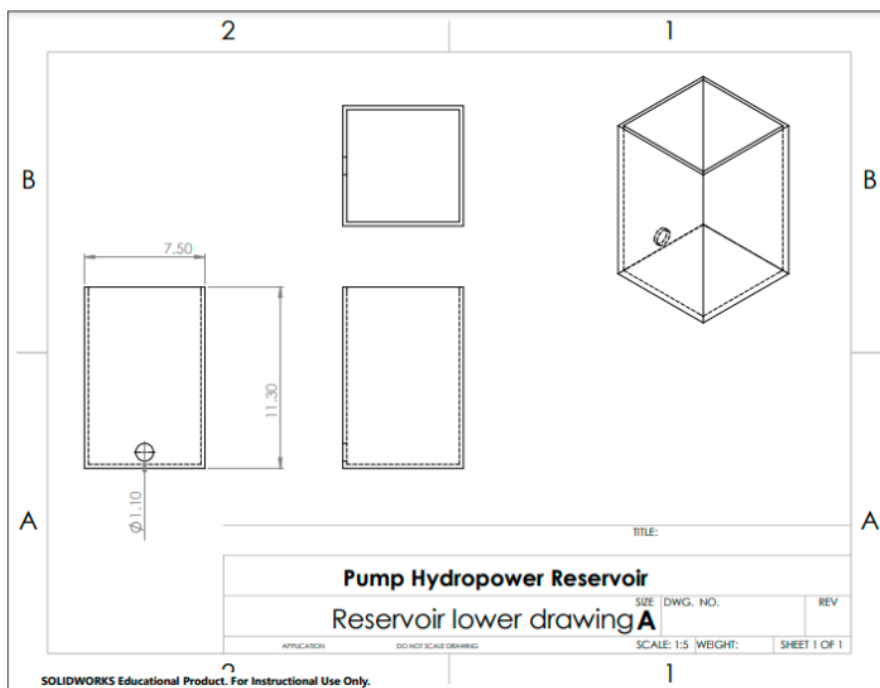 2 1
B B
7.50
11.30
Ø1.10
A A
TITLE:
Pump Hydropower Reservoir
SIZE DWG. NO. REV
Reservoir lower drawing A
APPLICATION DO NOT SCALE DRAWING SCALE: 1:5 WEIGHT: SHEET 1 OF 1
2 1
SOLIDWORKS Educational Product. For Instructional Use Only.